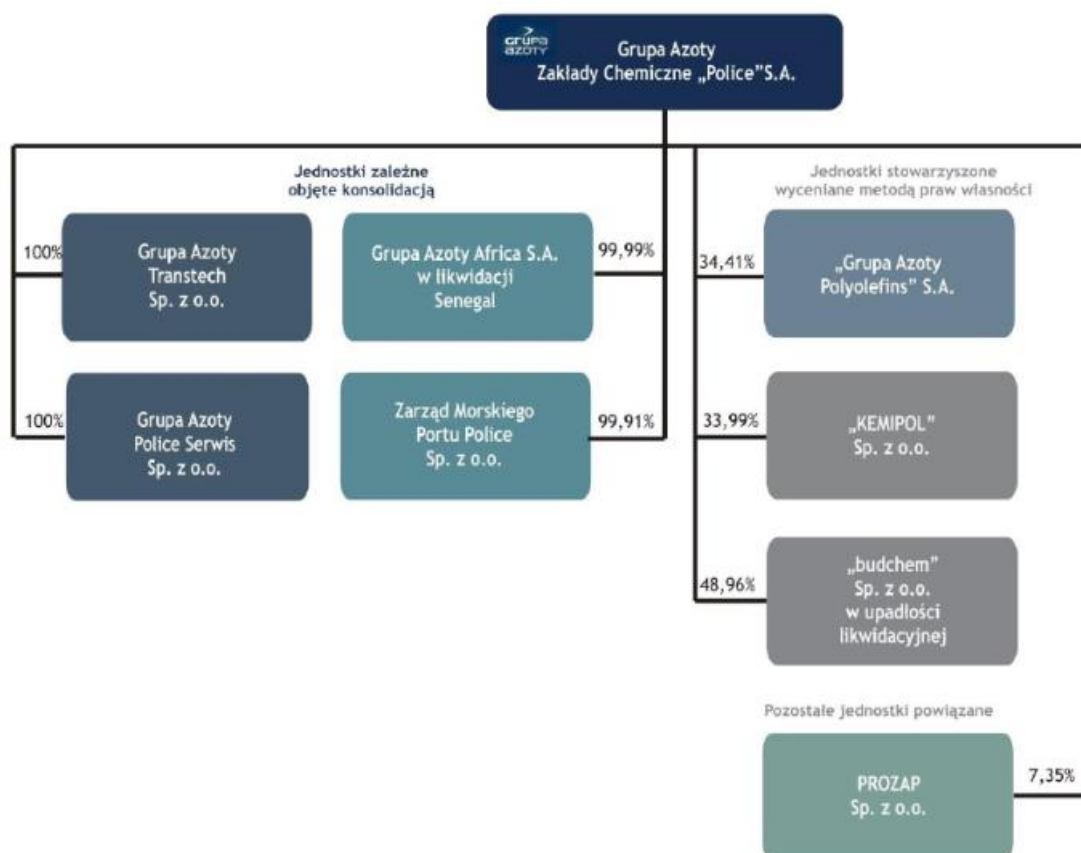 GRUPA
AZOTY
Grupa Azoty
Zakłady Chemiczne „Police”S.A.
Jednostki zależne
objęte konsolidacją
Jednostki stowarzyszone
wyceniane metodą praw własności
100%
Grupa Azoty
Transtech
Sp. z o.o.
Grupa Azoty Africa S.A.
w likwidacji
Senegal
99,99%
34,41%
„Grupa Azoty
Polyolefins” S.A.
100%
Grupa Azoty
Police Serwis
Sp. z o.o.
Zarząd Morskiego
Portu Police
Sp. z o.o.
99,91%
33,99%
„KEMIPOL”
Sp. z o.o.
48,96%
„budchem”
Sp. z o.o.
w upadłości
likwidacyjnej
Pozostałe jednostki powiązane
PROZAP
Sp. z o.o.
7,35%